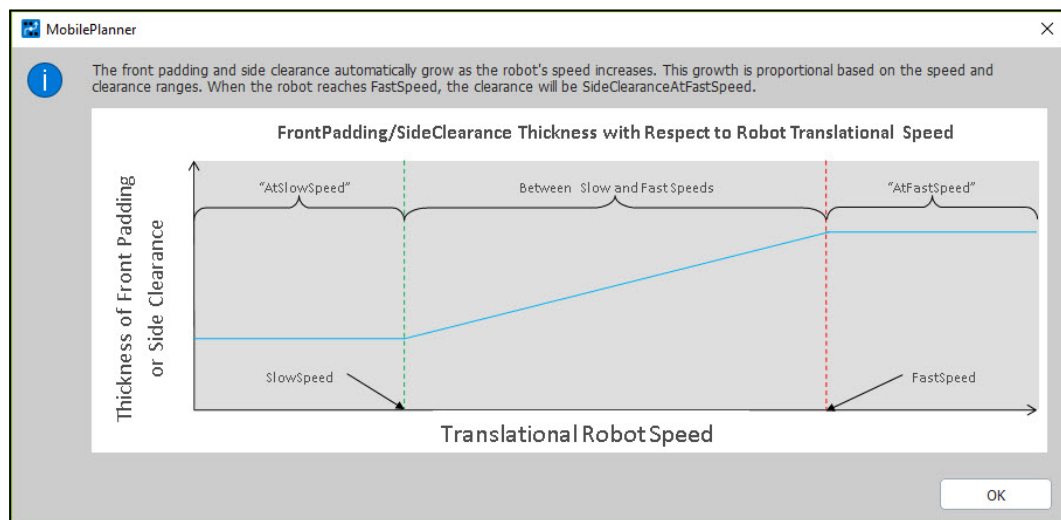 MobilePlanner
The front padding and side clearance automatically grow as the robot's speed increases. This growth is proportional based on the speed and
clearance ranges. When the robot reaches FastSpeed, the clearance will be SideClearanceAtFastSpeed.
FrontPadding/SideClearance Thickness with Respect to Robot Translational Speed
"AtSlowSpeed"
Between Slow and Fast Speeds
"AtFastSpeed"
Thickness of Front Padding
or Side Clearance
SlowSpeed
FastSpeed
Translational Robot Speed
OK